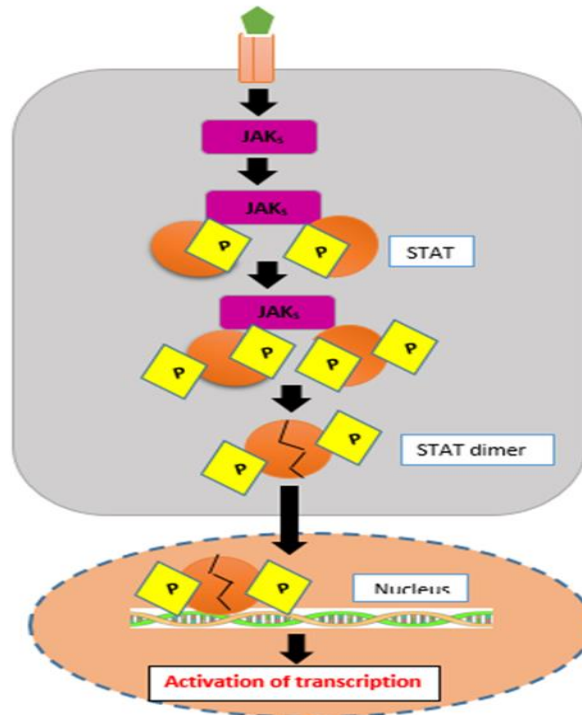 JAKs
JAKs
P P
STAT
JAKs
P P P P
P P
STAT dimer
P P
Nucleus
Activation of transcription